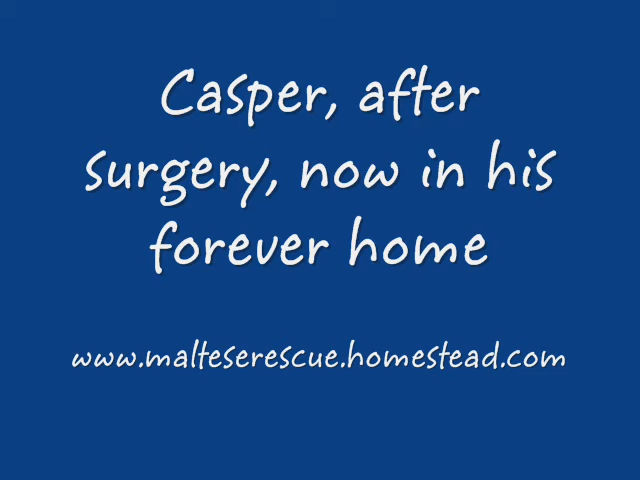 Casper, after
surgery, now in his
forever home
www.malteserescue.homestead.com